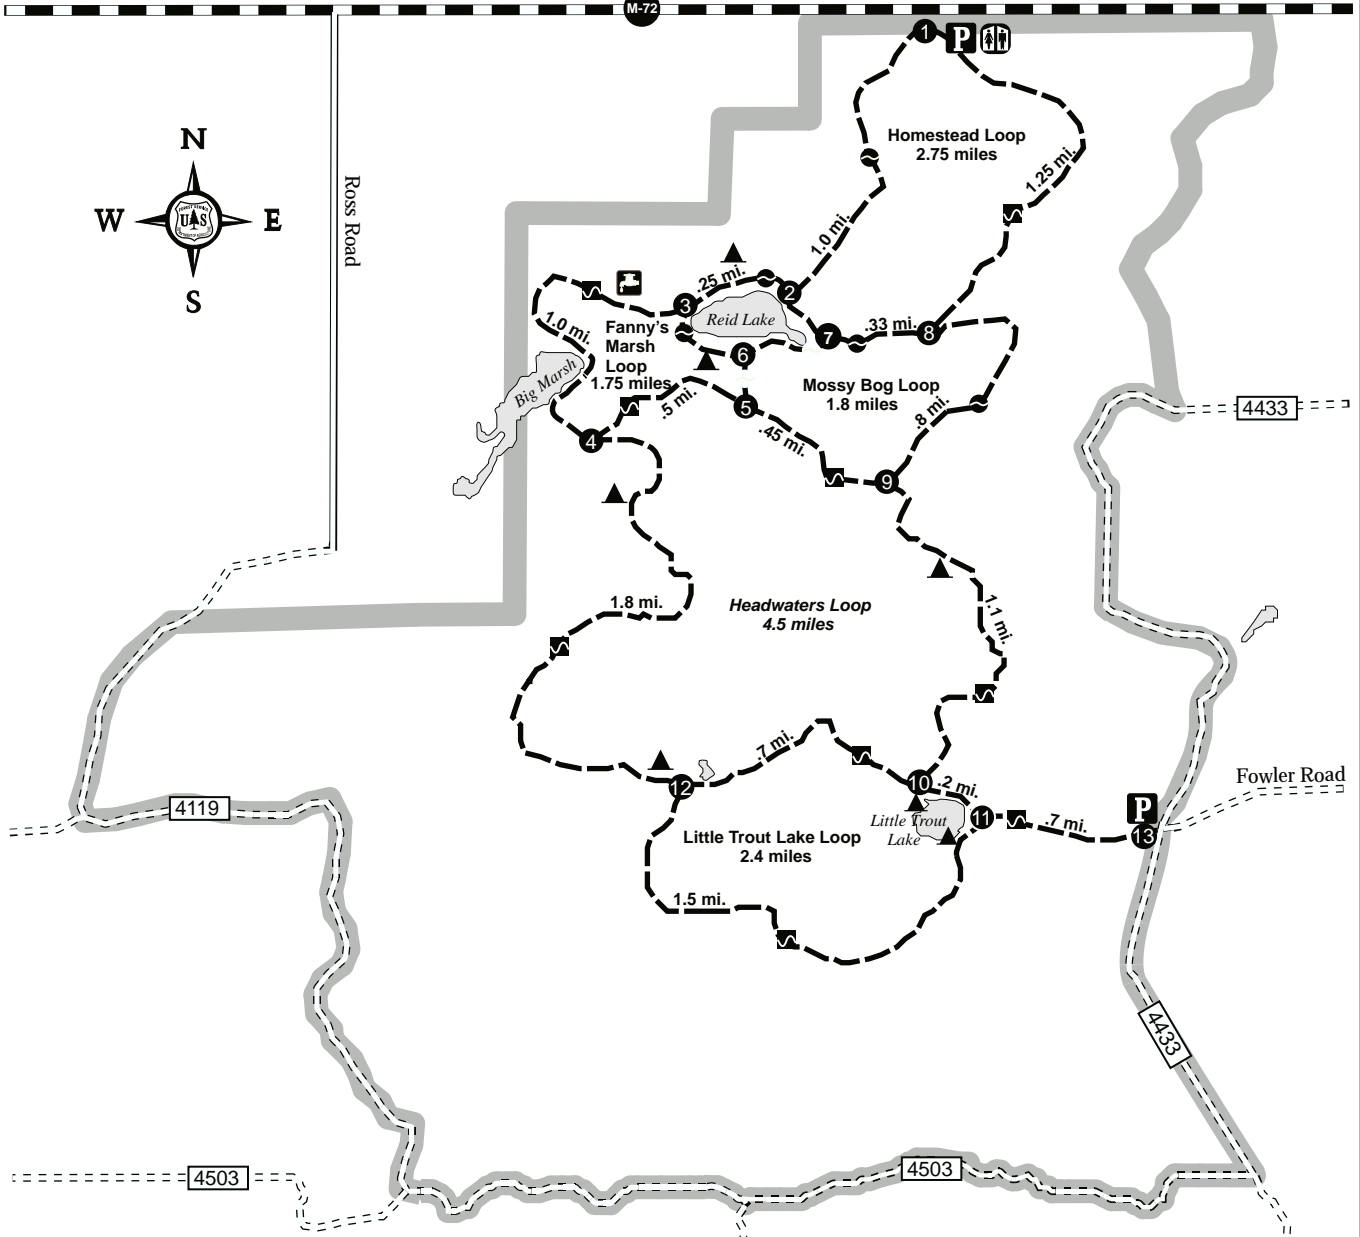 M-72
1
P
Homestead Loop
2.75 miles
N
W
U S
E
S
Ross Road
1.25 mi.
1.0 mi.
.25 mi.
2
3
Reid Lake
Fanny's
Marsh
Loop
1.75 miles
1.0 mi.
Big Marsh
6
7
.33 mi.
8
Mossy Bog Loop
1.8 miles
4433
.5 mi.
5
.8 mi.
4
.45 mi.
9
1.8 mi.
Headwaters Loop
4.5 miles
1.1 mi.
.7 mi.
12
10
.2 mi.
Fowler Road
4119
Little Trout
Lake
11
.7 mi.
P
13
Little Trout Lake Loop
2.4 miles
1.5 mi.
4433
4503
4503